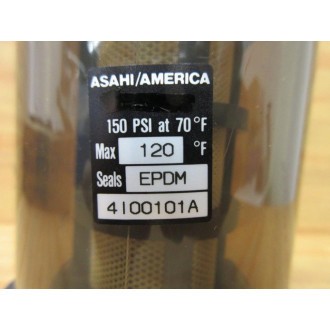 ASAHI/AMERICA
150 PSI at 70°F
Max 120 °F
Seals EPDM
4100101A